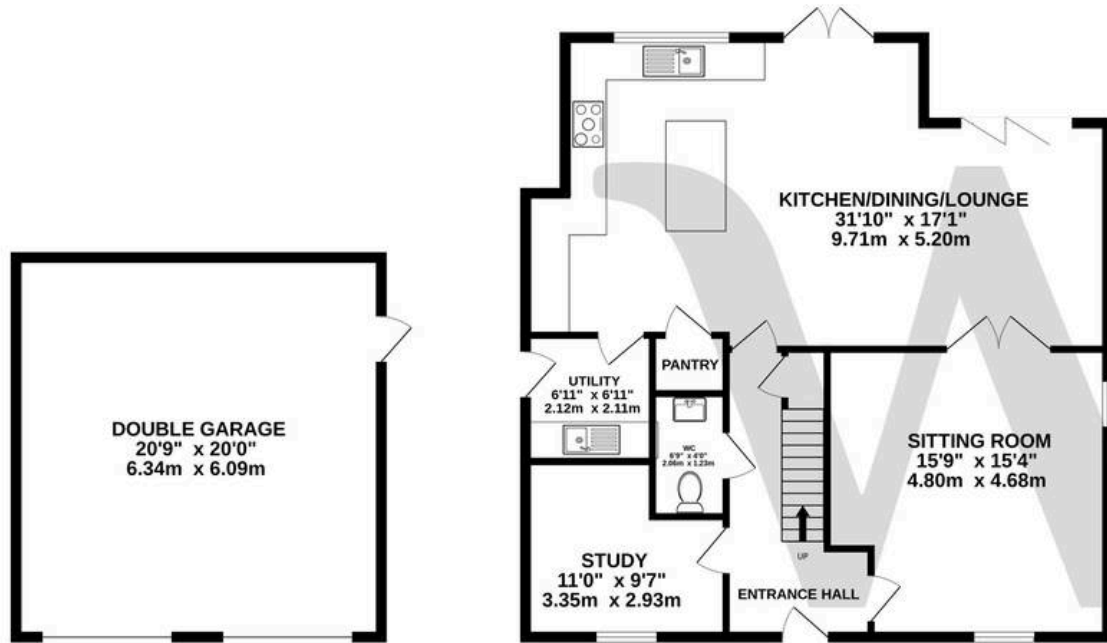 KITCHEN/DINING/LOUNGE
31'10" x 17'1"
9.71m x 5.20m
PANTRY
UTILITY
6'11" x 6'11"
2.12m x 2.11m
DOUBLE GARAGE
20'9" x 20'0"
6.34m x 6.09m
WC
6'9" x 4'0"
2.06m x 1.23m
SITTING ROOM
15'9" x 15'4"
4.80m x 4.68m
UP
STUDY
11'0" x 9'7"
3.35m x 2.93m
ENTRANCE HALL